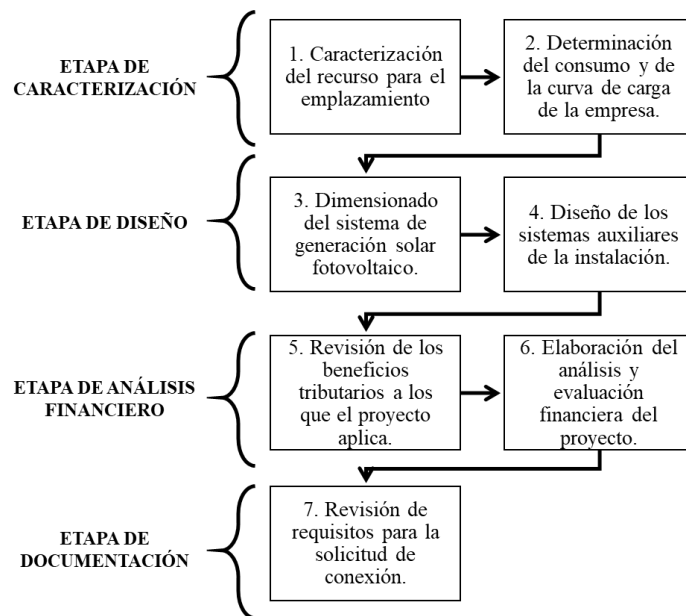 ETAPA DE
CARACTERIZACIÓN
1. Caracterización
del recurso para el
emplazamiento
2. Determinación
del consumo y de
la curva de carga
de la empresa.
ETAPA DE DISEÑO
3. Dimensionado
del sistema de
generación solar
fotovoltaico.
4. Diseño de los
sistemas auxiliares
de la instalación.
ETAPA DE ANÁLISIS
FINANCIERO
5. Revisión de los
beneficios
tributarios a los
que el proyecto
aplica.
6. Elaboración del
análisis y
evaluación
financiera del
proyecto.
ETAPA DE
DOCUMENTACIÓN
7. Revisión de
requisitos para la
solicitud de
conexión.